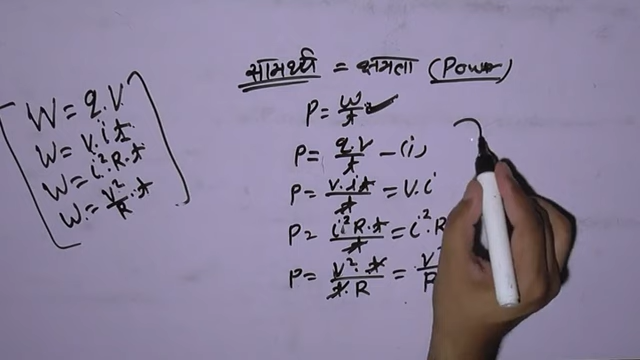 सामर्थ्य = क्षमता (Power)
W = q.V
W = V.i.t
W = i².R.t
W = V²/R .t
P = W/t
P = q.V/t - (i)
P = V.i.t/t = V.i
P = i².R.t/t = i².R
P = V².t/t.R = V²/R